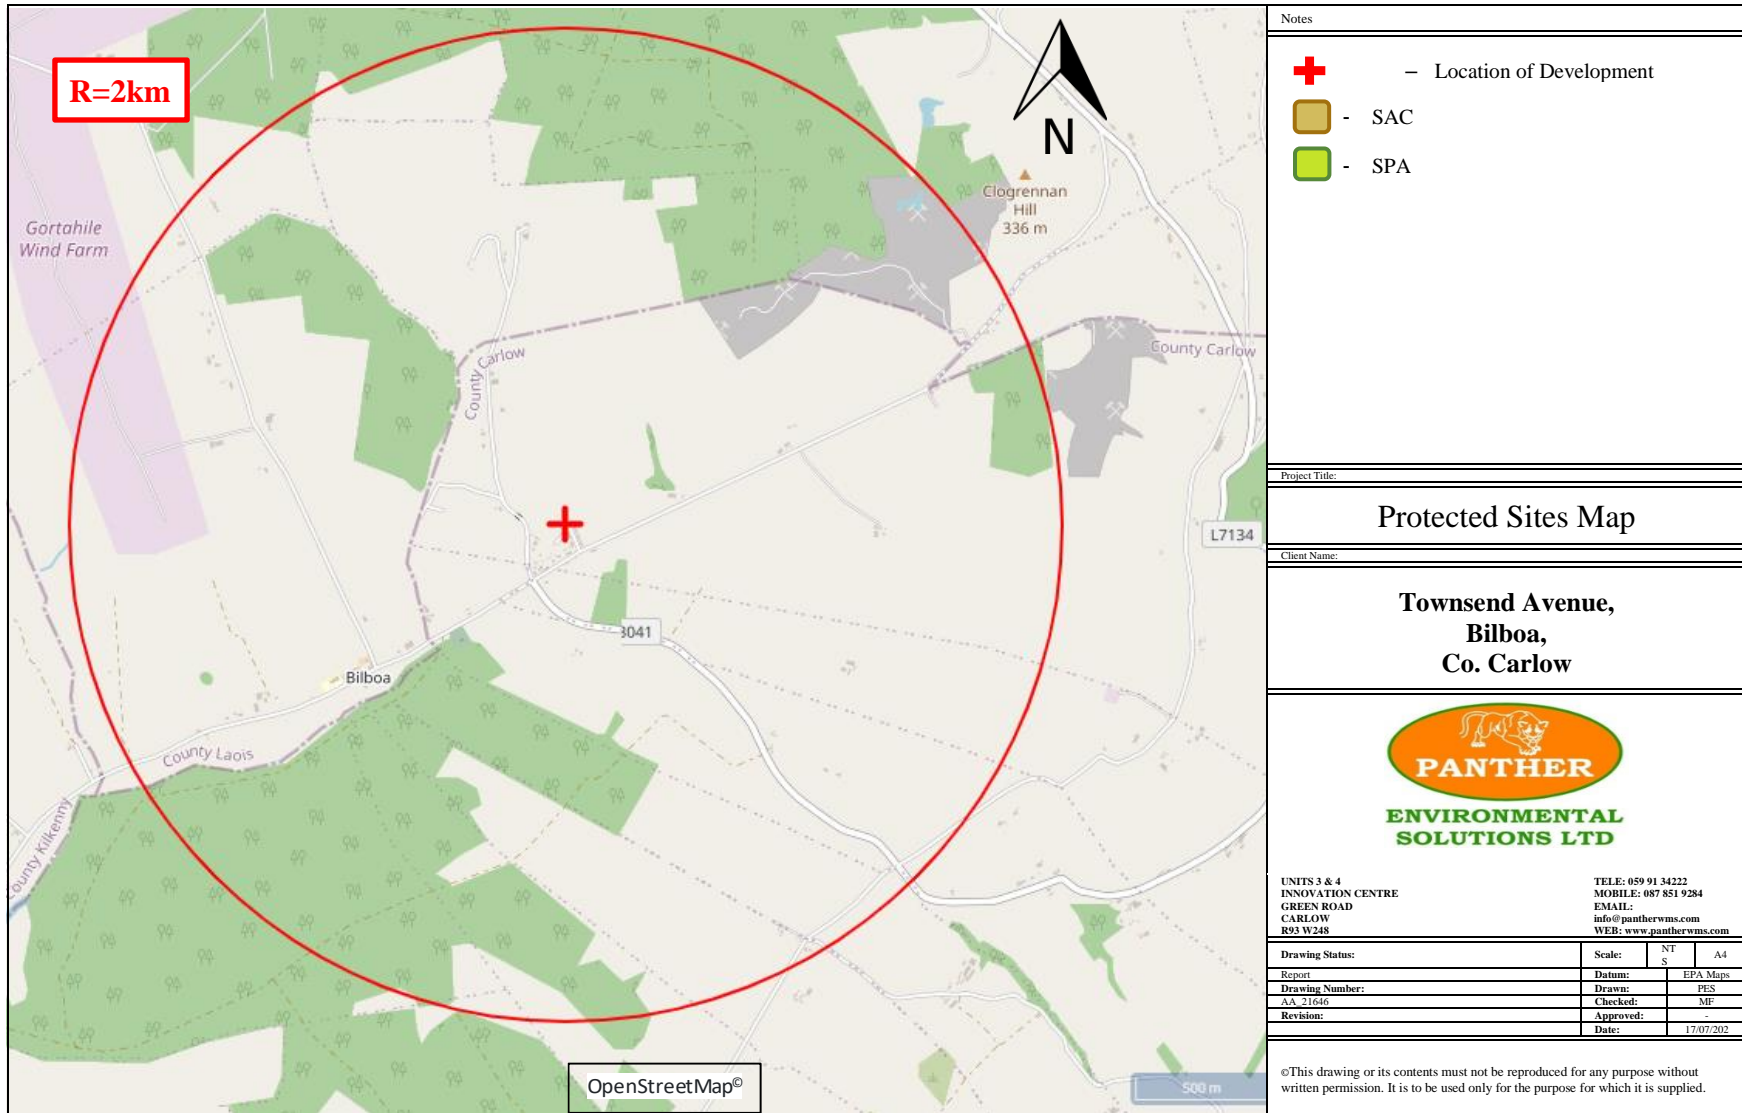 R=2km
N
Gortahile
Wind Farm
Clogrennan
Hill
336 m
County Carlow
County Carlow
L7134
3041
Bilboa
County Laois
County Kilkenny
OpenStreetMap©
500 m
Notes
– Location of Development
- SAC
- SPA
Project Title:
Protected Sites Map
Client Name:
Townsend Avenue,
Bilboa,
Co. Carlow
PANTHER
ENVIRONMENTAL
SOLUTIONS LTD
UNITS 3 & 4
INNOVATION CENTRE
GREEN ROAD
CARLOW
R93 W248
TELE: 059 91 34222
MOBILE: 087 851 9284
EMAIL:
info@pantherwms.com
WEB: www.pantherwms.com
Drawing Status:
Scale: NT
S
A4
Report
Datum: EPA Maps
Drawing Number:
Drawn: PES
AA_21646
Checked: MF
Revision:
Approved: -
Date: 17/07/202
©This drawing or its contents must not be reproduced for any purpose without
written permission. It is to be used only for the purpose for which it is supplied.